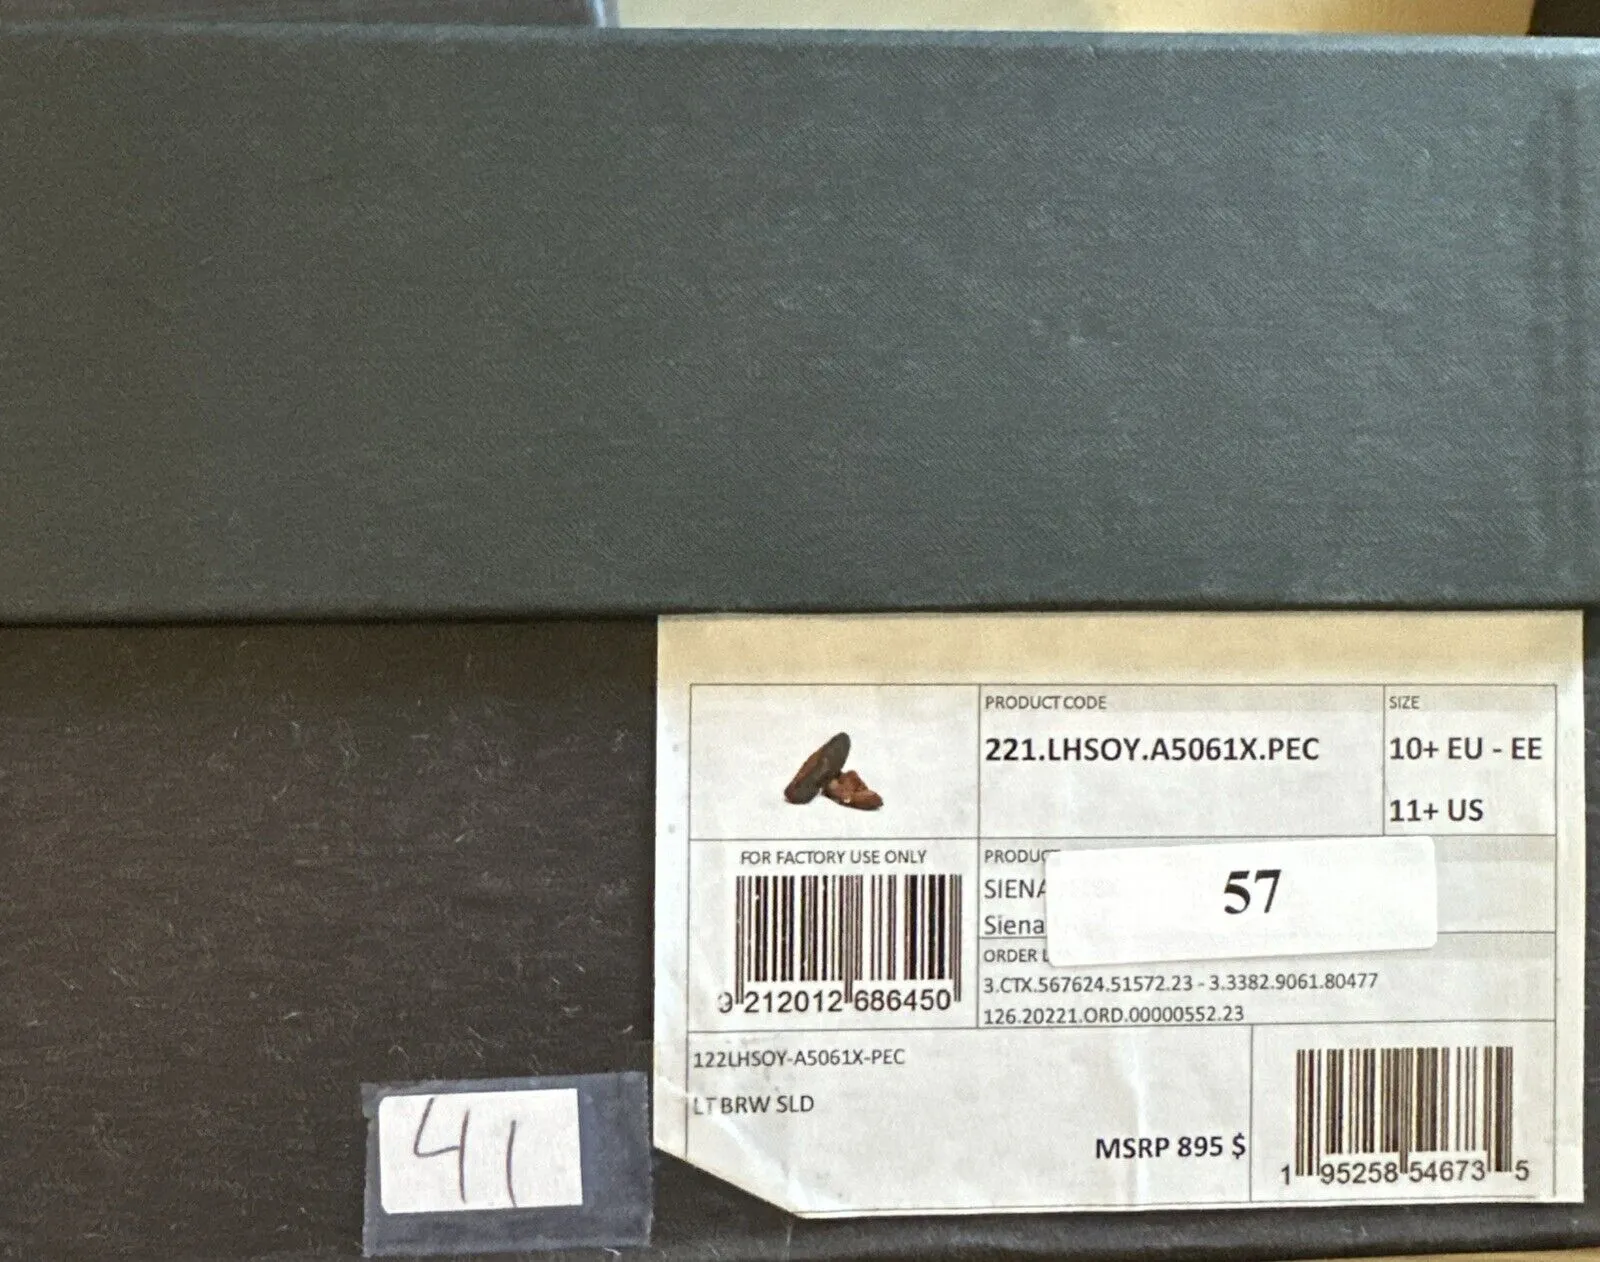 PRODUCT CODE
221.LHSOY.A5061X.PEC
SIZE
10+ EU - EE
11+ US
FOR FACTORY USE ONLY
9 212012 686450
SIENA
Siena
57
ORDER
3.CTX.567624.51572.23 - 3.3382.9061.80477
126.20221.ORD.00000552.23
122LHSOY-A5061X-PEC
LT BRW SLD
MSRP 895 $
1 95258 54673 5
41